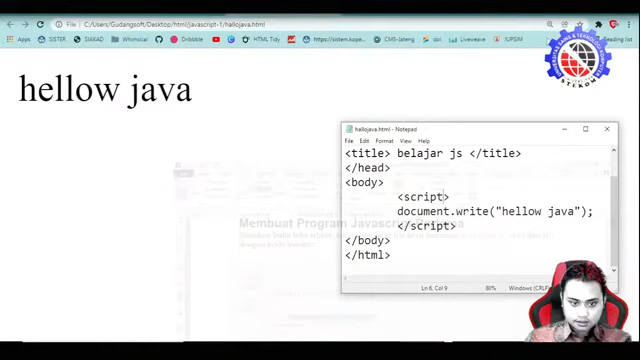 File | C:/Users/Gudangsoft/Desktop/html/javascript-1/hallojava.html
Apps SISTER SIAKAD Whimsical Dribbble HTML Tidy https://sistem.kope... CMS-Jateng dol Liveweave IUPSIM Reading list
STEKOM
hellow java
hallojava.html - Notepad
File Edit Format View Help
<title> belajar js </title>
</head>
<body>
<script>
Membuat Program Javascript
document.write("hellow java");
</script>
</body>
</html>
Ln 6, Col 9 80% Windows (CRLF)